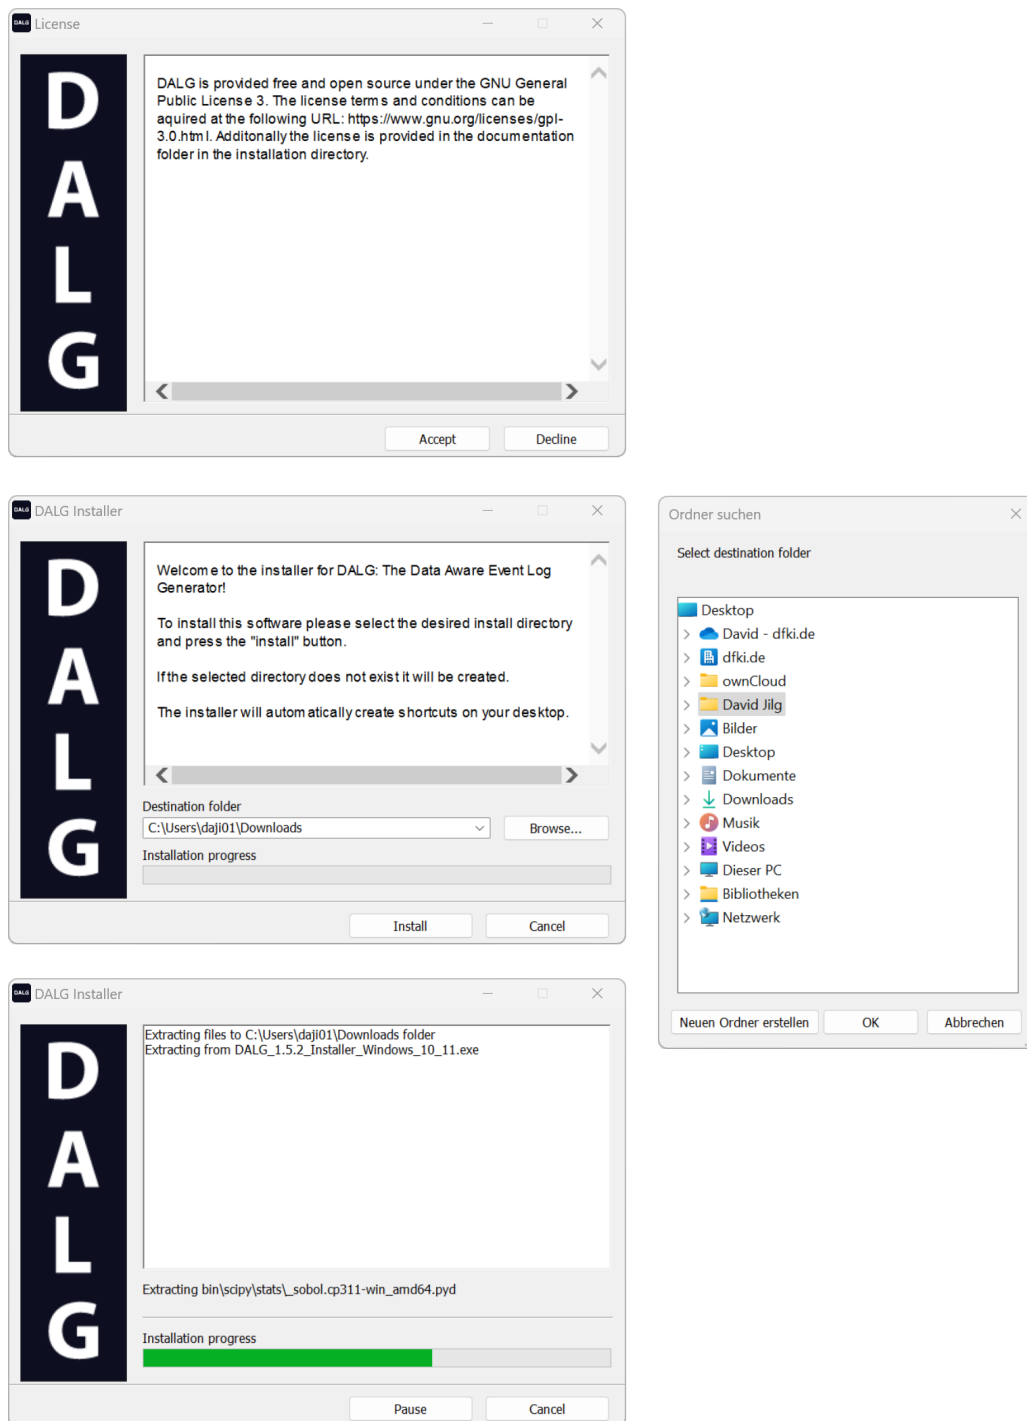 DALG License
D
A
L
G
DALG is provided free and open source under the GNU General
Public License 3. The license terms and conditions can be
aquired at the following URL: https://www.gnu.org/licenses/gpl-
3.0.html. Additonally the license is provided in the documentation
folder in the installation directory.
Accept Decline
DALG DALG Installer
D
A
L
G
Welcome to the installer for DALG: The Data Aware Event Log
Generator!
To install this software please select the desired install directory
and press the "install" button.
If the selected directory does not exist it will be created.
The installer will automatically create shortcuts on your desktop.
Destination folder
C:\Users\daji01\Downloads Browse...
Installation progress
Install Cancel
Ordner suchen
Select destination folder
Desktop
David - dfki.de
dfki.de
ownCloud
David Jilg
Bilder
Desktop
Dokumente
Downloads
Musik
Videos
Dieser PC
Bibliotheken
Netzwerk
Neuen Ordner erstellen OK Abbrechen
DALG DALG Installer
D
A
L
G
Extracting files to C:\Users\daji01\Downloads folder
Extracting from DALG_1.5.2_Installer_Windows_10_11.exe
Extracting bin\scipy\stats\_sobol.cp311-win_amd64.pyd
Installation progress
Pause Cancel